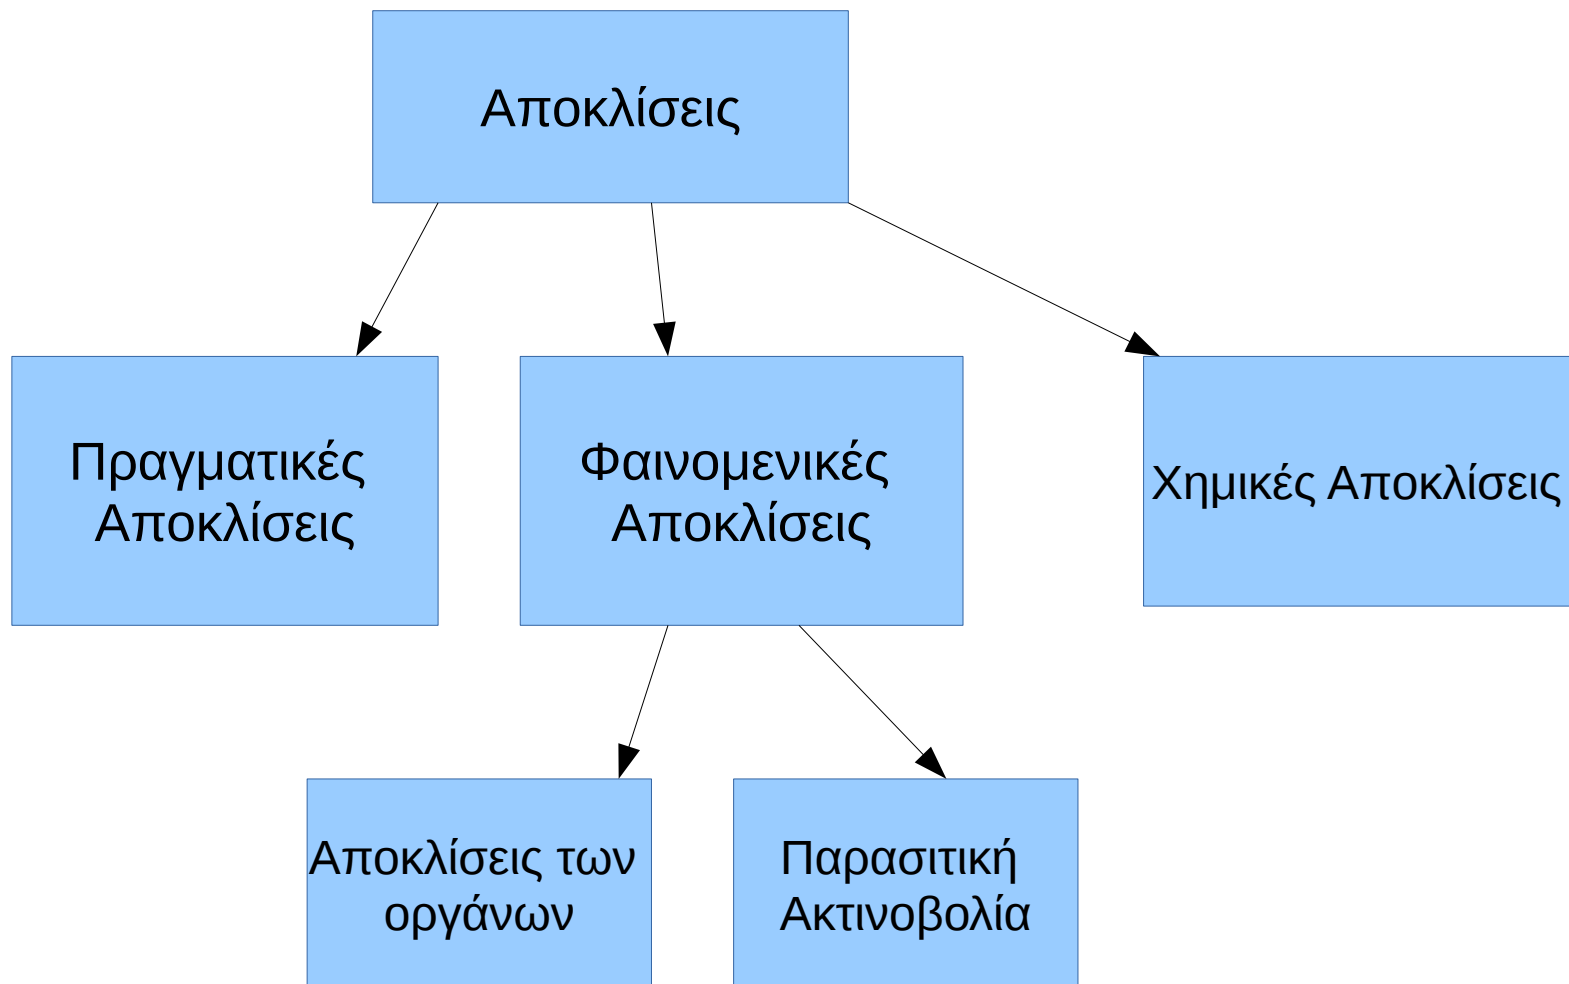 Αποκλίσεις
Πραγματικές
Αποκλίσεις
Φαινομενικές
Αποκλίσεις
Χημικές Αποκλίσεις
Αποκλίσεις των
οργάνων
Παρασιτική
Ακτινοβολία